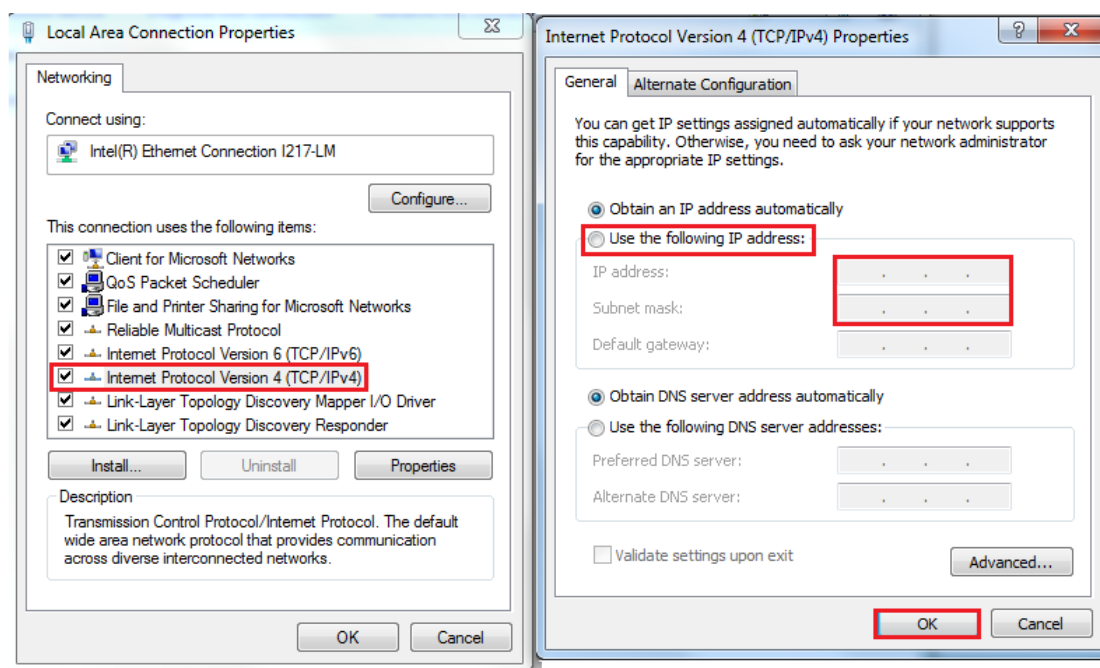 Local Area Connection Properties
Networking
Connect using:
Intel(R) Ethernet Connection I217-LM
Configure...
This connection uses the following items:
Client for Microsoft Networks
QoS Packet Scheduler
File and Printer Sharing for Microsoft Networks
Reliable Multicast Protocol
Internet Protocol Version 6 (TCP/IPv6)
Internet Protocol Version 4 (TCP/IPv4)
Link-Layer Topology Discovery Mapper I/O Driver
Link-Layer Topology Discovery Responder
Install...
Uninstall
Properties
Description
Transmission Control Protocol/Internet Protocol. The default
wide area network protocol that provides communication
across diverse interconnected networks.
OK
Cancel
Internet Protocol Version 4 (TCP/IPv4) Properties
General
Alternate Configuration
You can get IP settings assigned automatically if your network supports
this capability. Otherwise, you need to ask your network administrator
for the appropriate IP settings.
Obtain an IP address automatically
Use the following IP address:
IP address:
Subnet mask:
Default gateway:
Obtain DNS server address automatically
Use the following DNS server addresses:
Preferred DNS server:
Alternate DNS server:
Validate settings upon exit
Advanced...
OK
Cancel